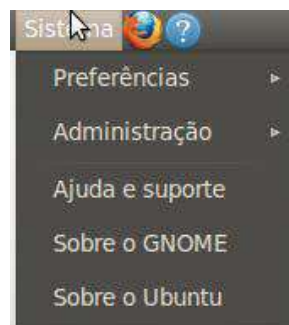 Sistema
Preferências
Administração
Ajuda e suporte
Sobre o GNOME
Sobre o Ubuntu